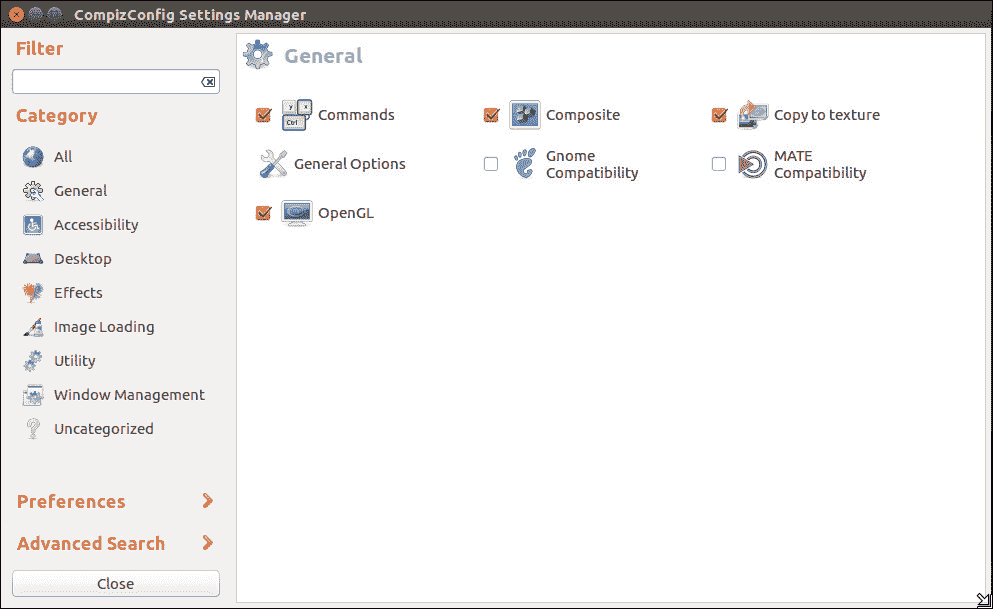 CompizConfig Settings Manager
Filter
Category
All
General
Accessibility
Desktop
Effects
Image Loading
Utility
Window Management
Uncategorized
Preferences
Advanced Search
Close
General
y x
Ctrl
Commands
Composite
Copy to texture
General Options
Gnome
Compatibility
MATE
Compatibility
OpenGL